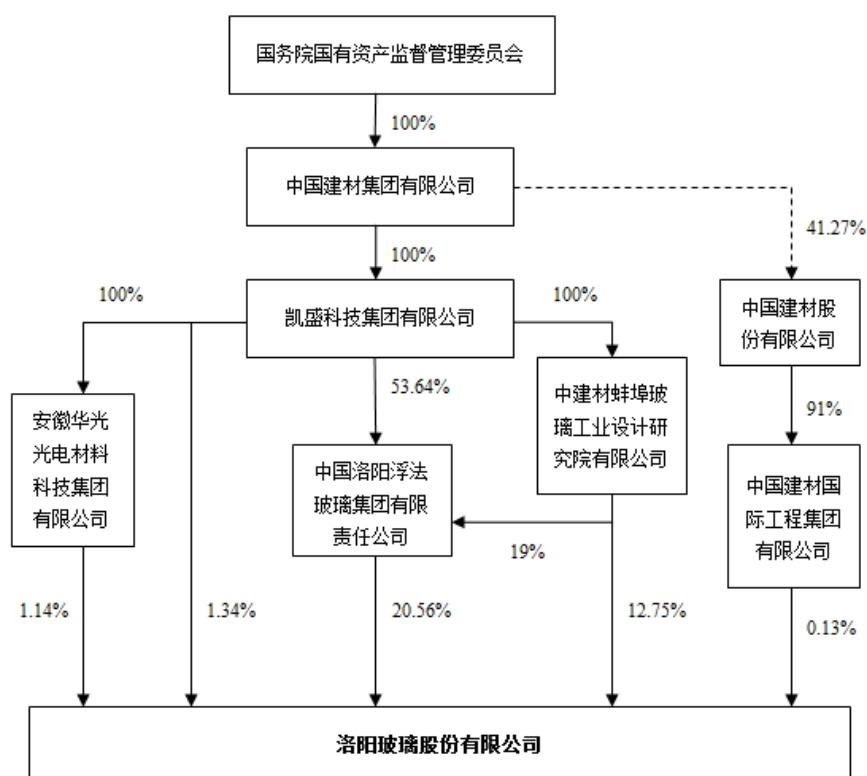 国务院国有资产监督管理委员会
100%
中国建材集团有限公司
41.27%
100%
100%
凯盛科技集团有限公司
100%
中国建材股
份有限公司
53.64%
安徽华光
光电材料
科技集团
有限公司
中国洛阳浮法
玻璃集团有限
责任公司
中建材蚌埠玻
璃工业设计研
究院有限公司
91%
中国建材国
际工程集团
有限公司
19%
1.14%
1.34%
20.56%
12.75%
0.13%
洛阳玻璃股份有限公司